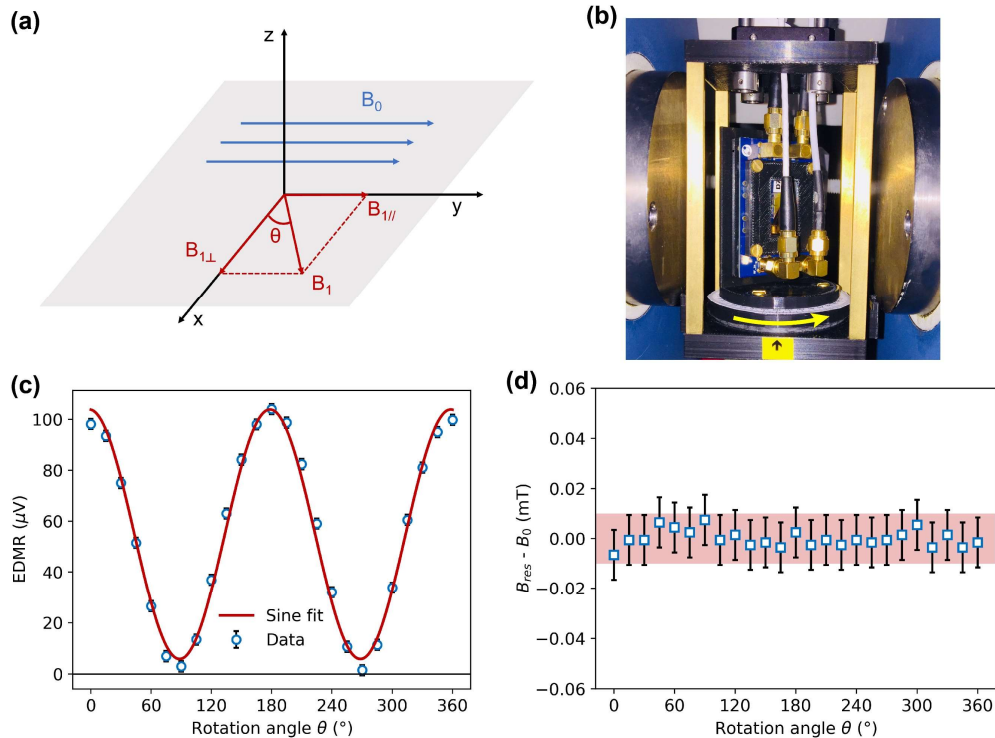 (a)
z
B0
y
B1//
θ
B1⊥
B1
x
(b)
(c)
EDMR (μV)
100
80
60
40
20
0
Sine fit
Data
0 60 120 180 240 300 360
Rotation angle θ (°)
(d)
Bres - B0 (mT)
0.06
0.04
0.02
0.00
−0.02
−0.04
−0.06
0 60 120 180 240 300 360
Rotation angle θ (°)